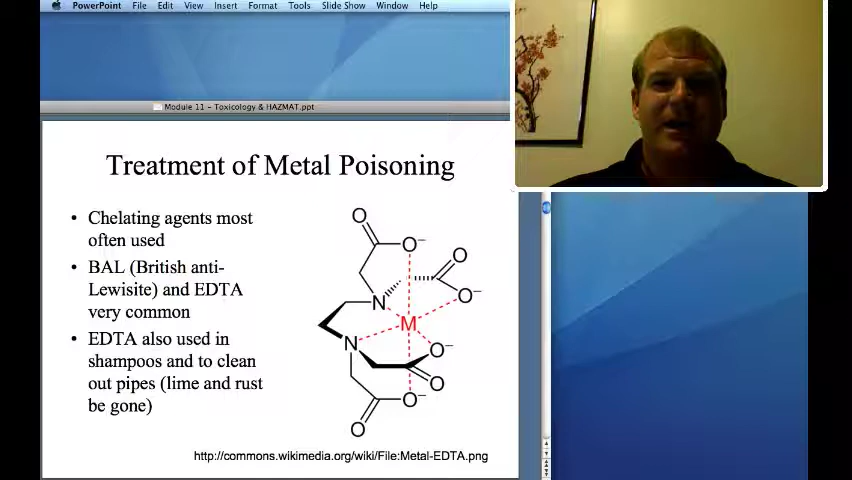 PowerPoint File Edit View Insert Format Tools Slide Show Window Help
Module 11 - Toxicology & HAZMAT.ppt
Treatment of Metal Poisoning
• Chelating agents most
often used
• BAL (British anti-
Lewisite) and EDTA
very common
• EDTA also used in
shampoos and to clean
out pipes (lime and rust
be gone)
O
O−
O
O−
N
M
N
O−
O
O−
O
http://commons.wikimedia.org/wiki/File:Metal-EDTA.png